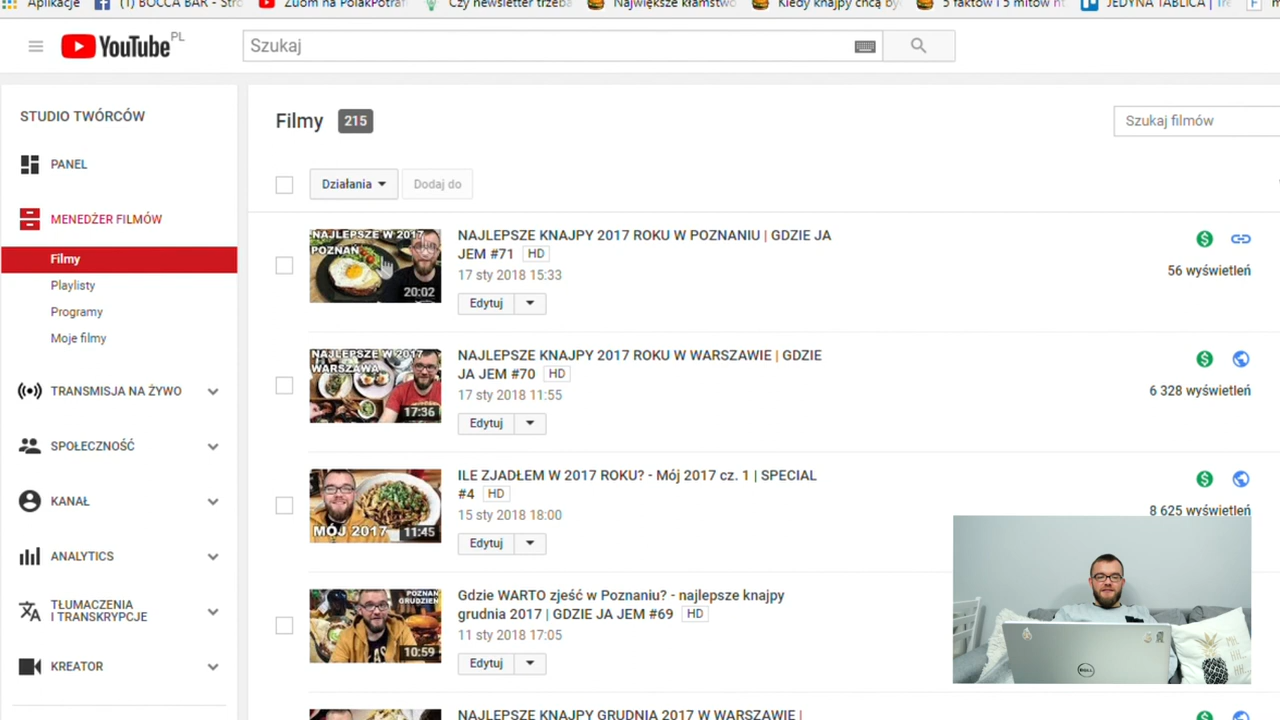 Aplikacje (1) BOCCA BAR - Stro Zuom na PolakPotrafi Czy newsletter trzeba Największe kłamstwo Kiedy knajpy chcą by 5 faktów i 5 mitów nt JEDYNA TABLICA | Tre
YouTube PL
Szukaj
STUDIO TWÓRCÓW
PANEL
MENEDŻER FILMÓW
Filmy
Playlisty
Programy
Moje filmy
TRANSMISJA NA ŻYWO
SPOŁECZNOŚĆ
KANAŁ
ANALYTICS
TŁUMACZENIA
I TRANSKRYPCJE
KREATOR
Filmy 215
Szukaj filmów
Działania Dodaj do
NAJLEPSZE W 2017
POZNAŃ
20:02
NAJLEPSZE KNAJPY 2017 ROKU W POZNANIU | GDZIE JA
JEM #71 HD
17 sty 2018 15:33
Edytuj
56 wyświetleń
NAJLEPSZE W 2017
WARSZAWA
17:36
NAJLEPSZE KNAJPY 2017 ROKU W WARSZAWIE | GDZIE
JA JEM #70 HD
17 sty 2018 11:55
Edytuj
6 328 wyświetleń
MÓJ 2017
11:45
ILE ZJADŁEM W 2017 ROKU? - Mój 2017 cz. 1 | SPECIAL
#4 HD
15 sty 2018 18:00
Edytuj
8 625 wyświetleń
POZNAŃ
GRUDZIEŃ
10:59
Gdzie WARTO zjeść w Poznaniu? - najlepsze knajpy
grudnia 2017 | GDZIE JA JEM #69 HD
11 sty 2018 17:05
Edytuj
DELL
NAJLEPSZE KNAJPY GRUDNIA 2017 W WARSZAWIE |